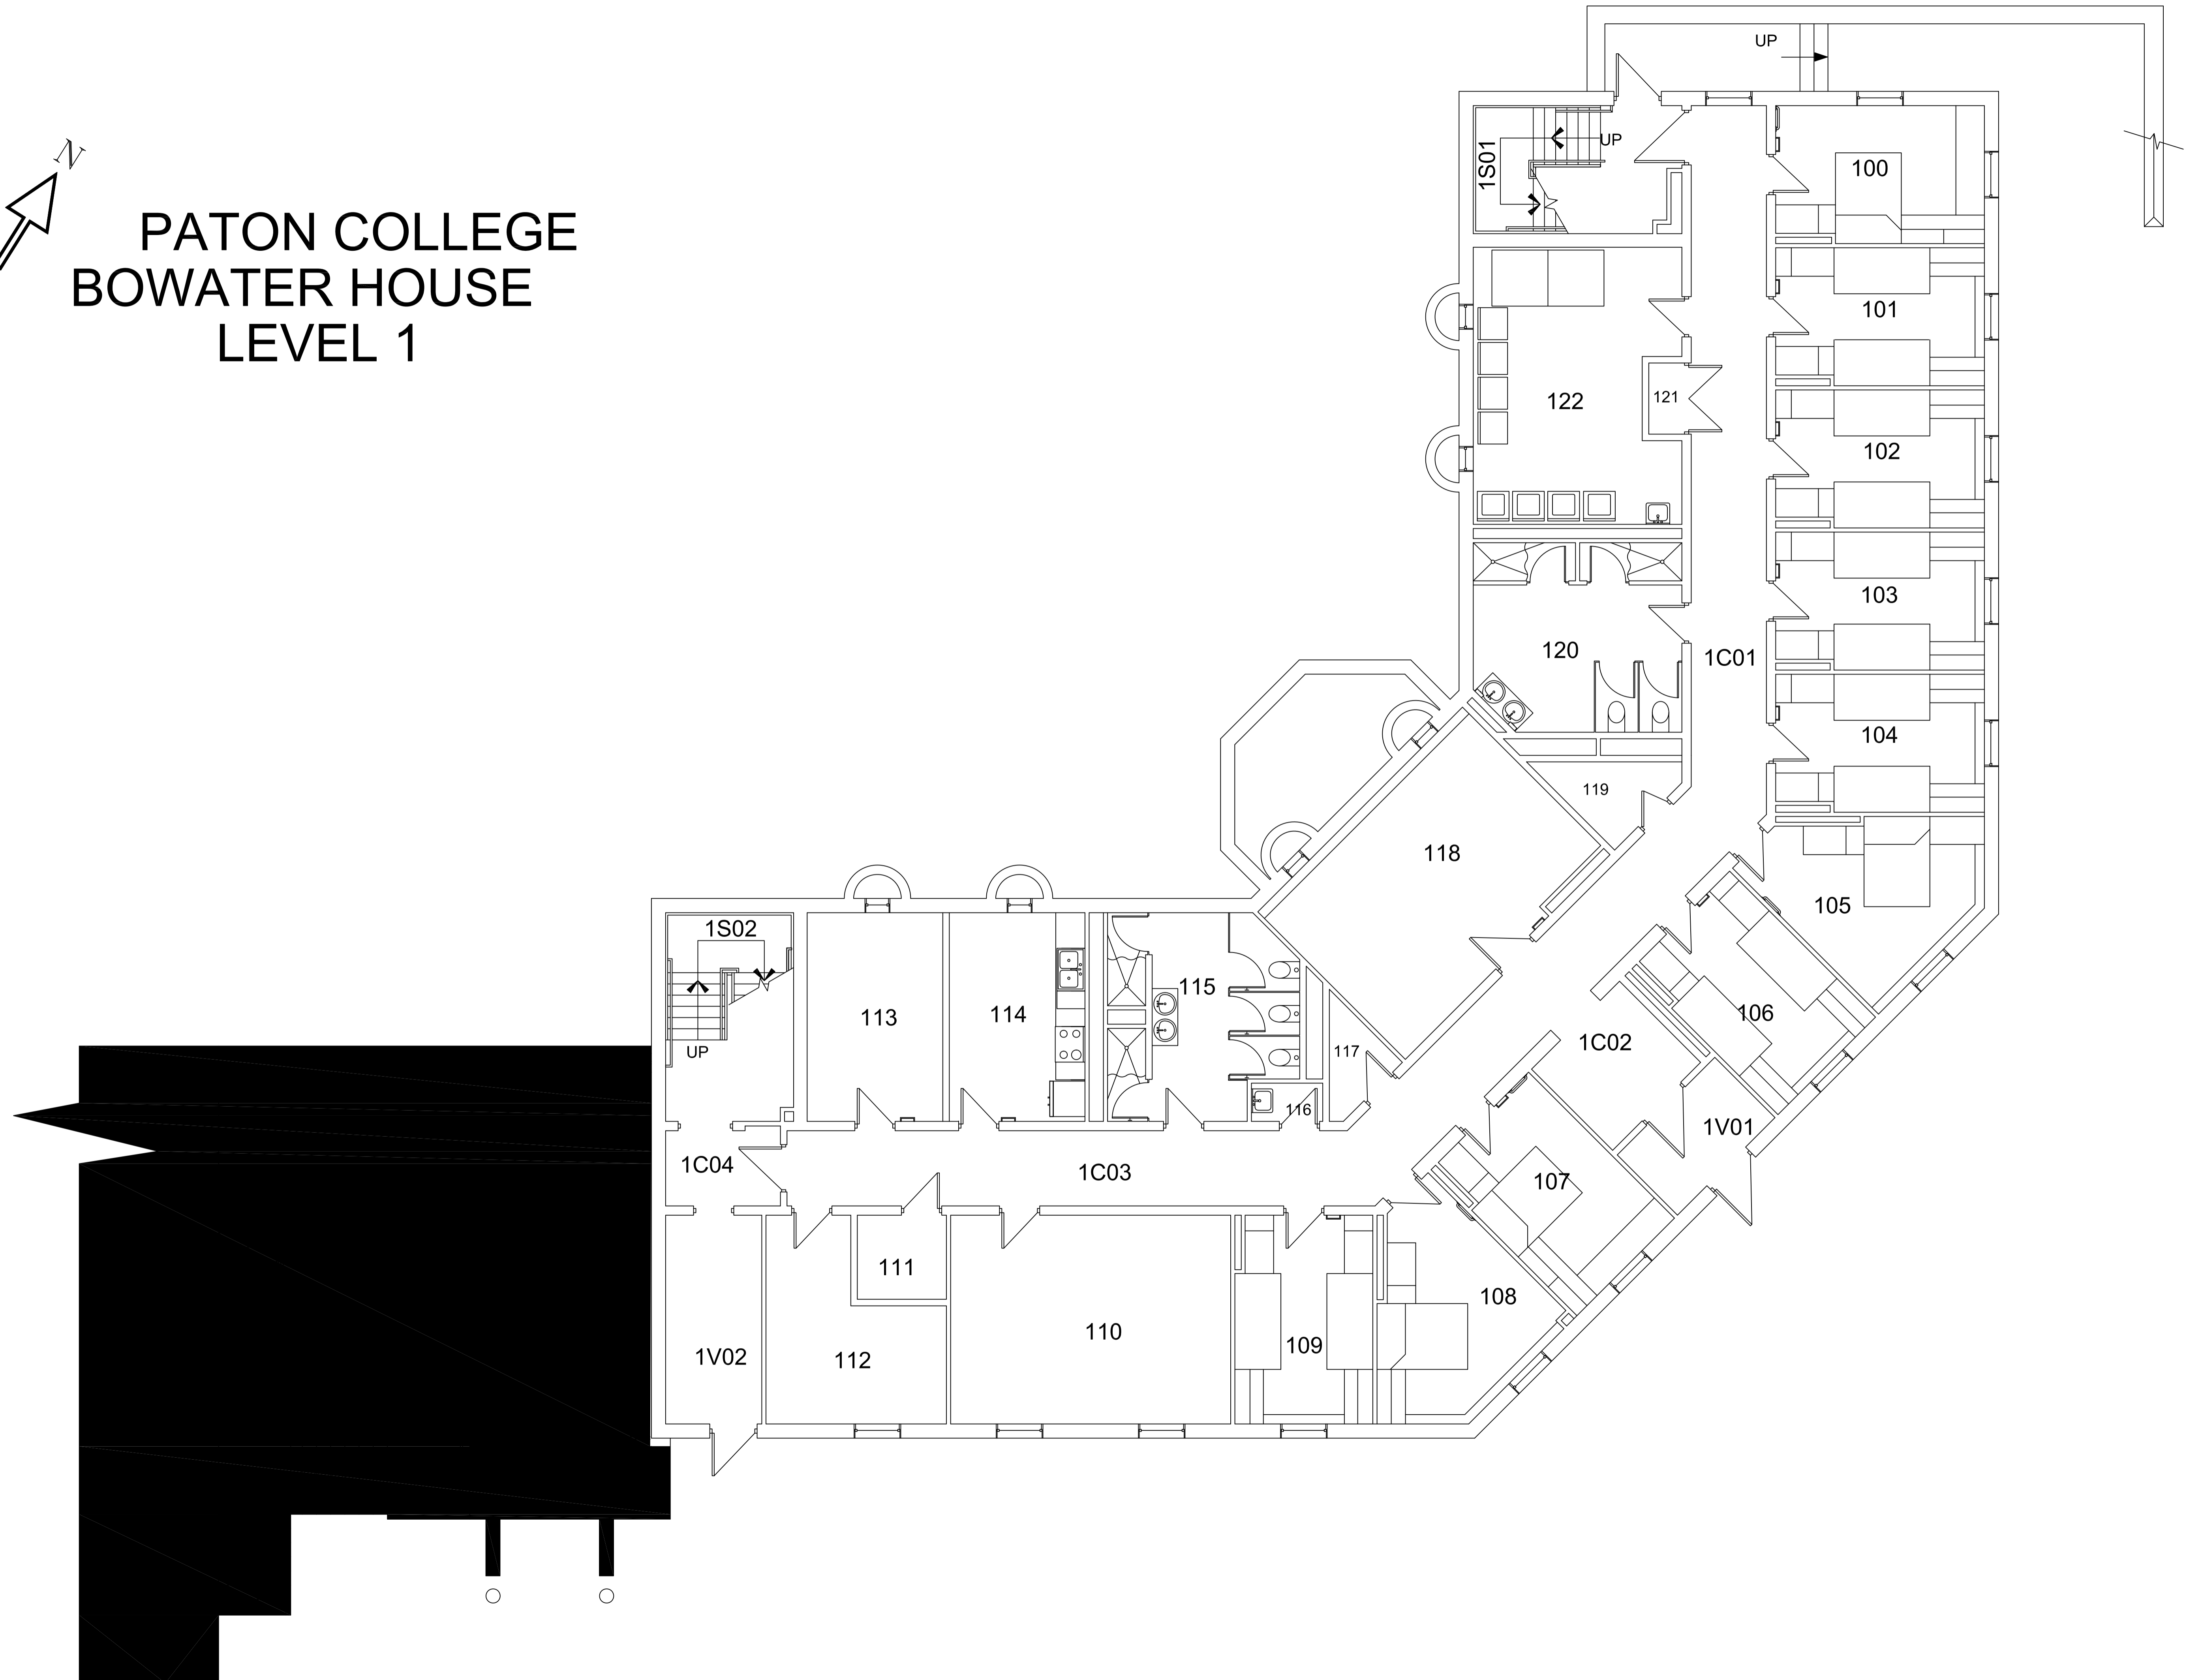 N
PATON COLLEGE
BOWATER HOUSE
LEVEL 1
UP
UP
1S01
100
101
122
121
102
103
120
1C01
104
119
118
105
1S02
115
106
113
114
1C02
117
UP
116
1V01
1C04
1C03
107
111
108
110
109
1V02
112